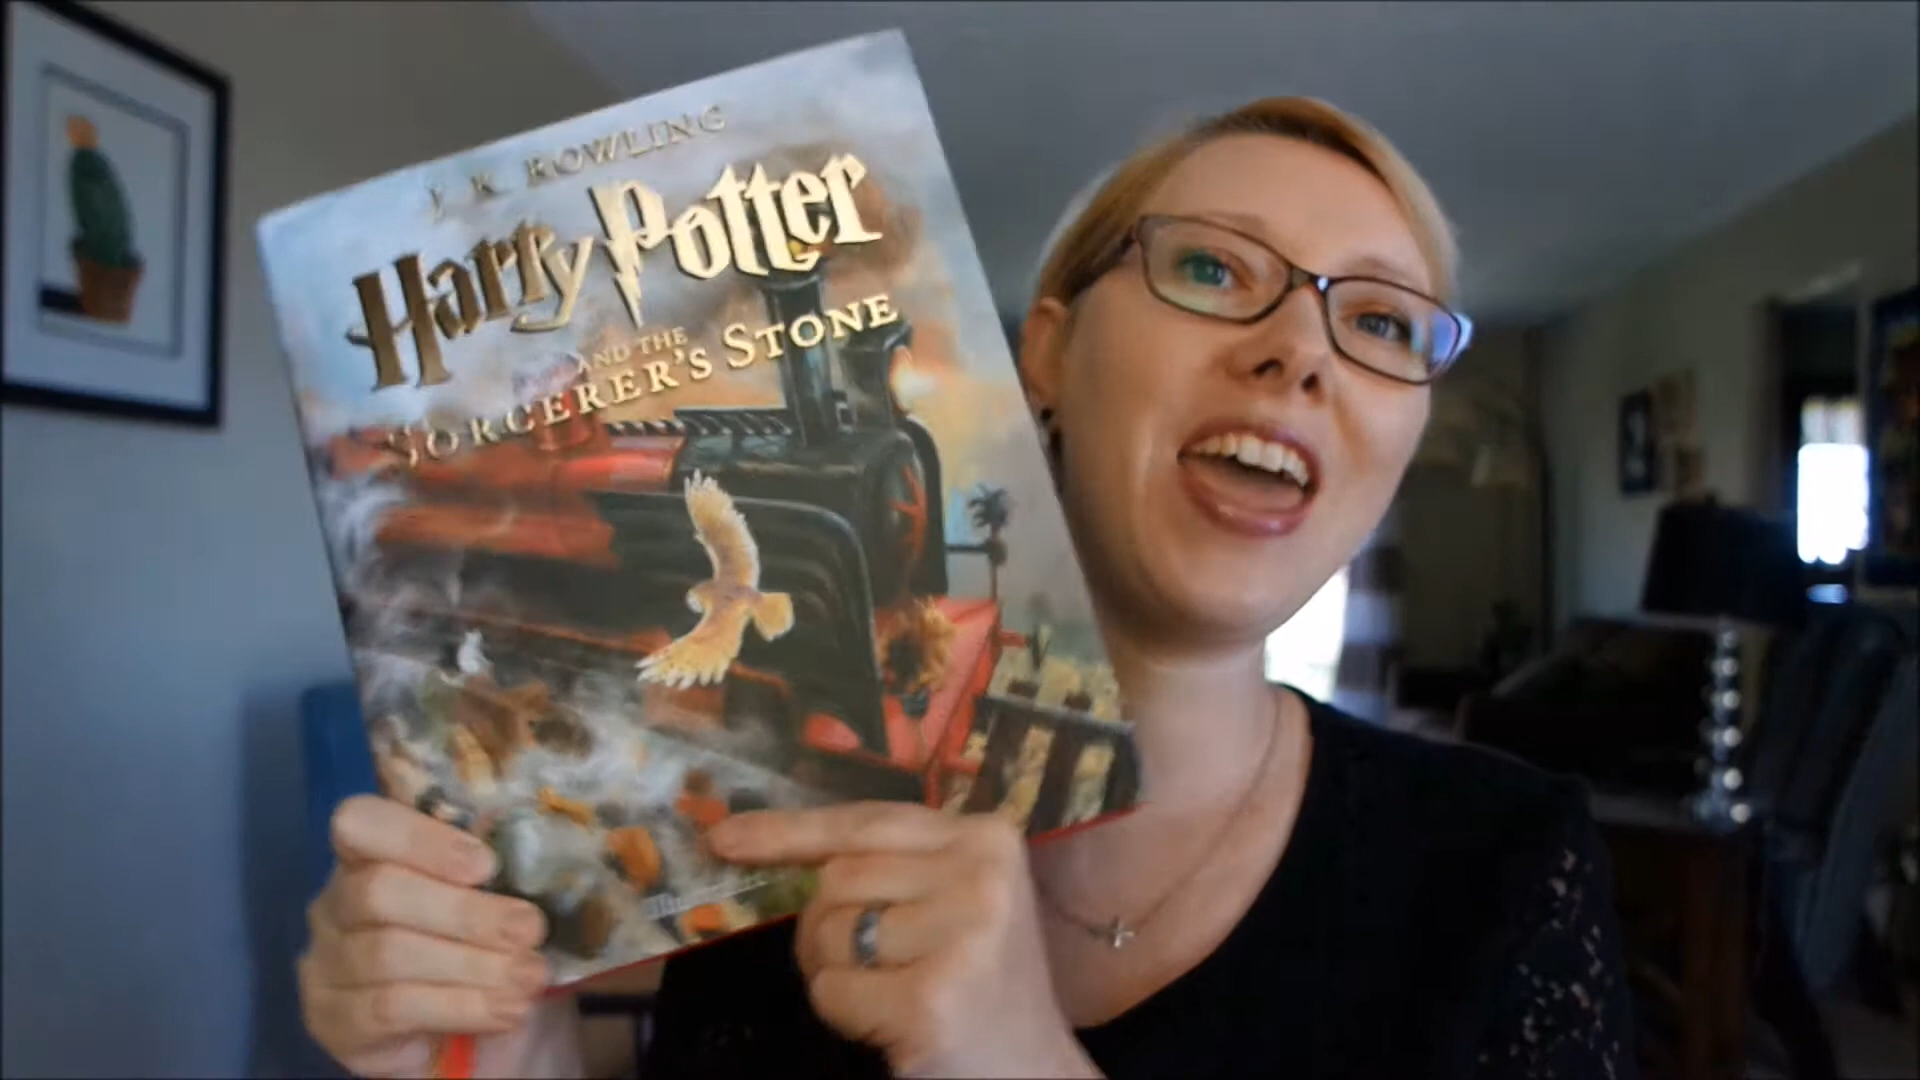 J. K. ROWLING
Harry Potter
AND THE
SORCERER'S STONE